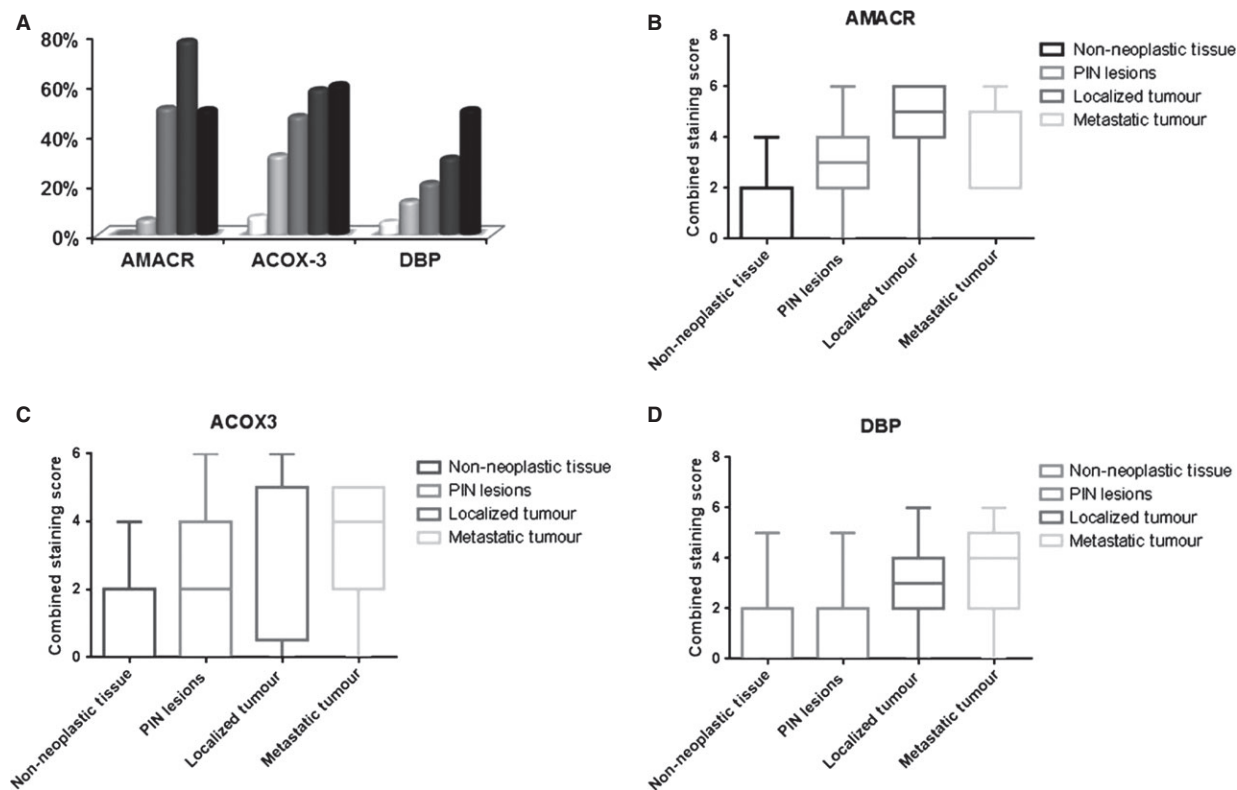 A
80%
60%
40%
20%
0%
AMACR
ACOX-3
DBP
B
AMACR
Combined staining score
8
6
4
2
0
Non-neoplastic tissue
PIN lesions
Localized tumour
Metastatic tumour
Non-neoplastic tissue
PIN lesions
Localized tumour
Metastatic tumour
C
ACOX3
Combined staining score
6
4
2
0
Non-neoplastic tissue
PIN lesions
Localized tumour
Metastatic tumour
Non-neoplastic tissue
PIN lesions
Localized tumour
Metastatic tumour
D
DBP
Combined staining score
8
6
4
2
0
Non-neoplastic tissue
PIN lesions
Localized tumour
Metastatic tumour
Non-neoplastic tissue
PIN lesions
Localized tumour
Metastatic tumour